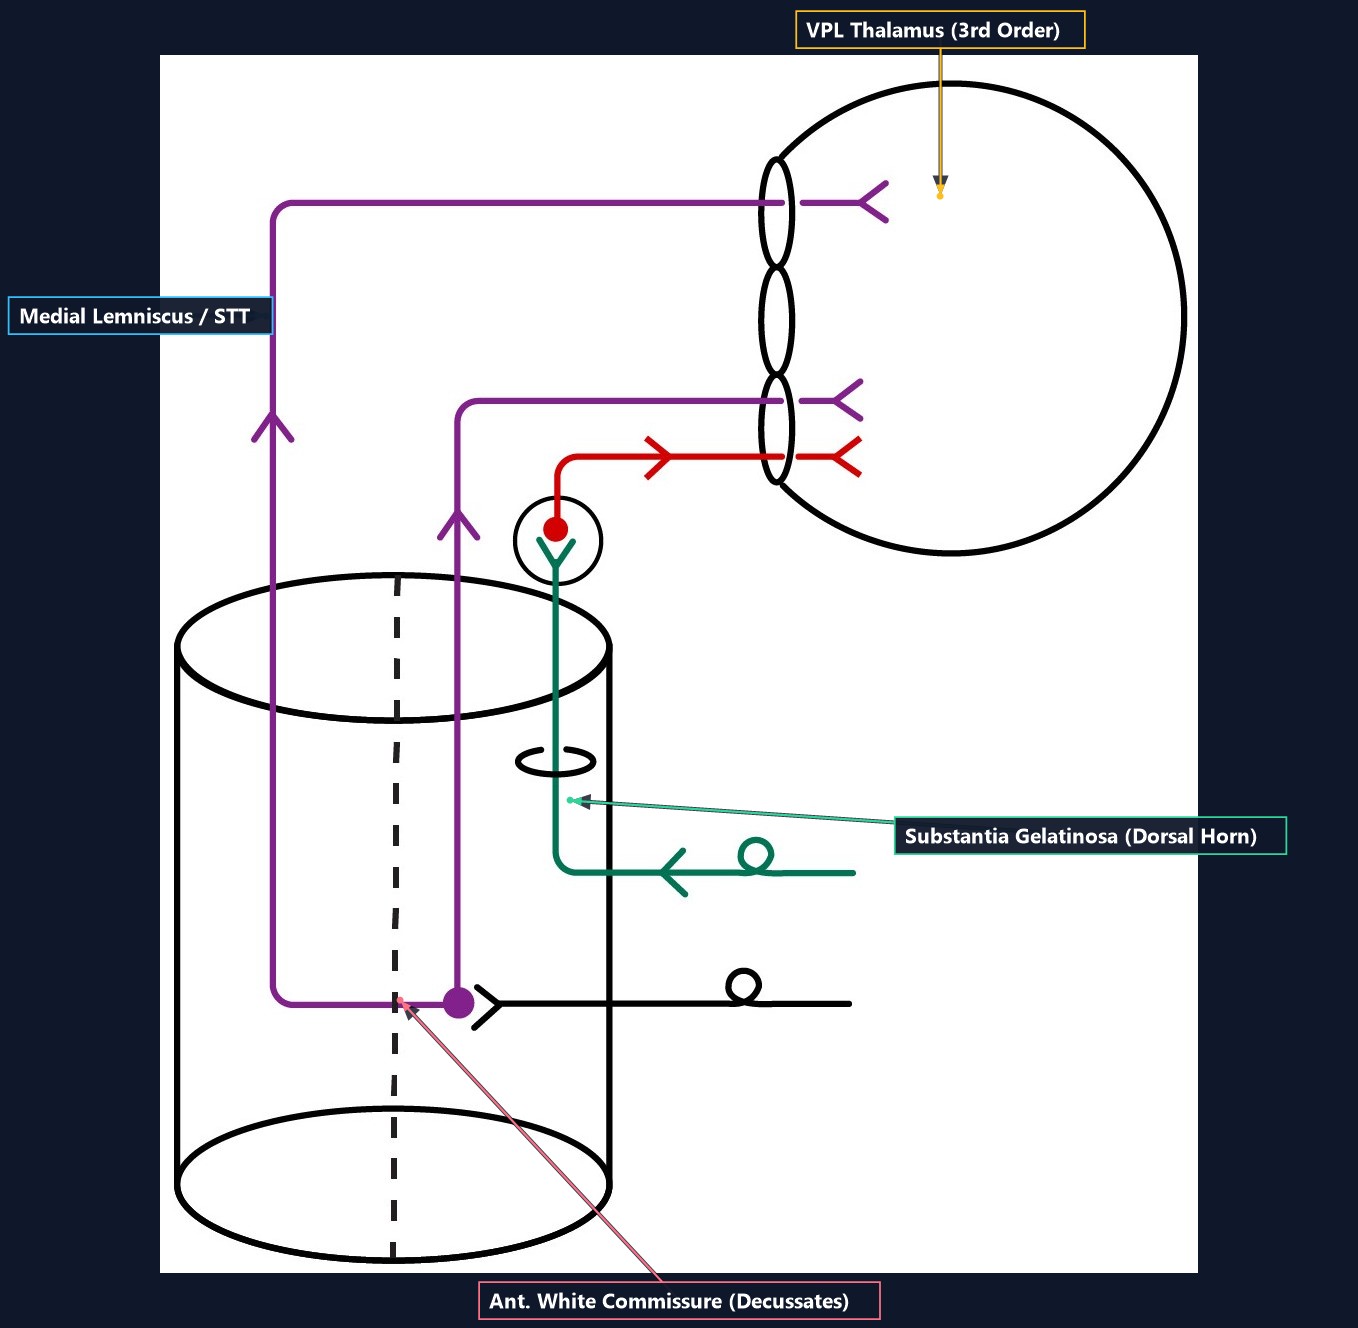 VPL Thalamus (3rd Order)
Medial Lemniscus / STT
Substantia Gelatinosa (Dorsal Horn)
Ant. White Commissure (Decussates)